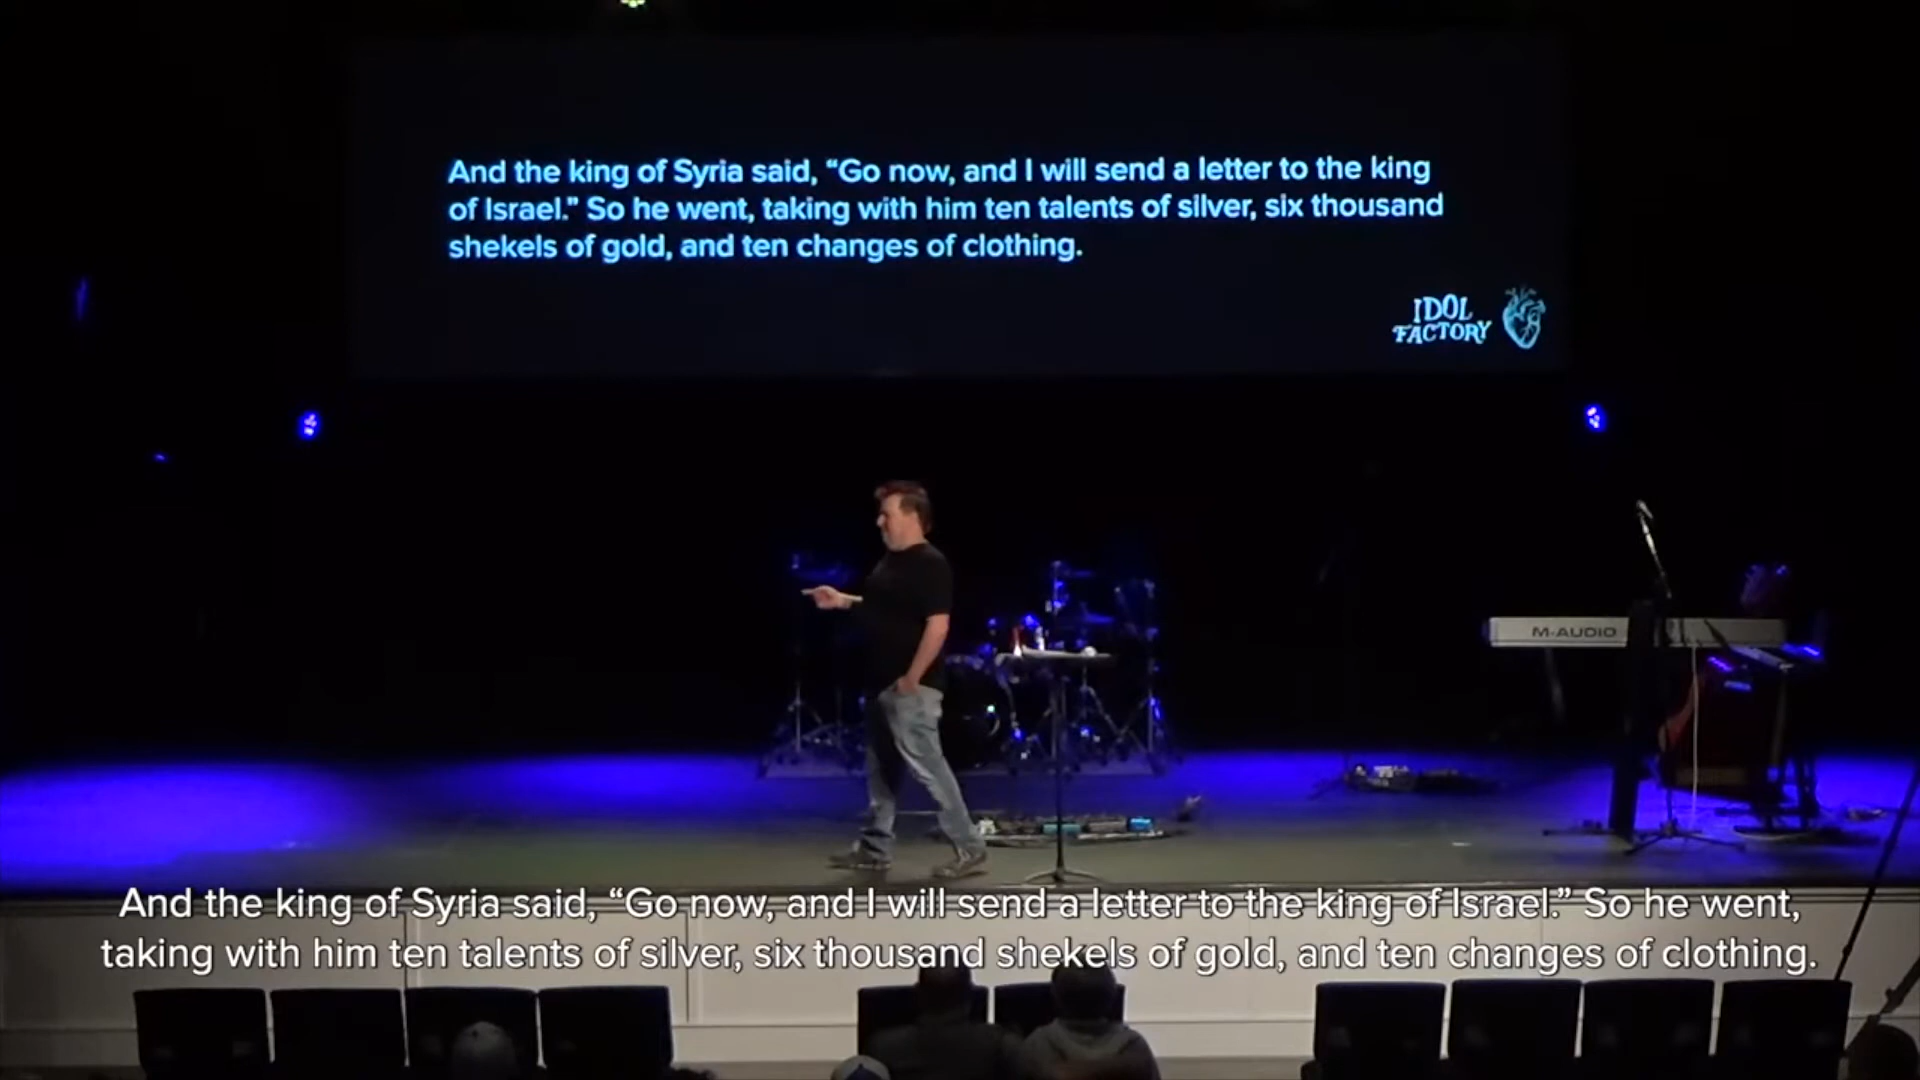 And the king of Syria said, “Go now, and I will send a letter to the king
of Israel.” So he went, taking with him ten talents of silver, six thousand
shekels of gold, and ten changes of clothing.
IDOL
FACTORY
M-AUDIO
And the king of Syria said, “Go now, and I will send a letter to the king of Israel.” So he went,
taking with him ten talents of silver, six thousand shekels of gold, and ten changes of clothing.